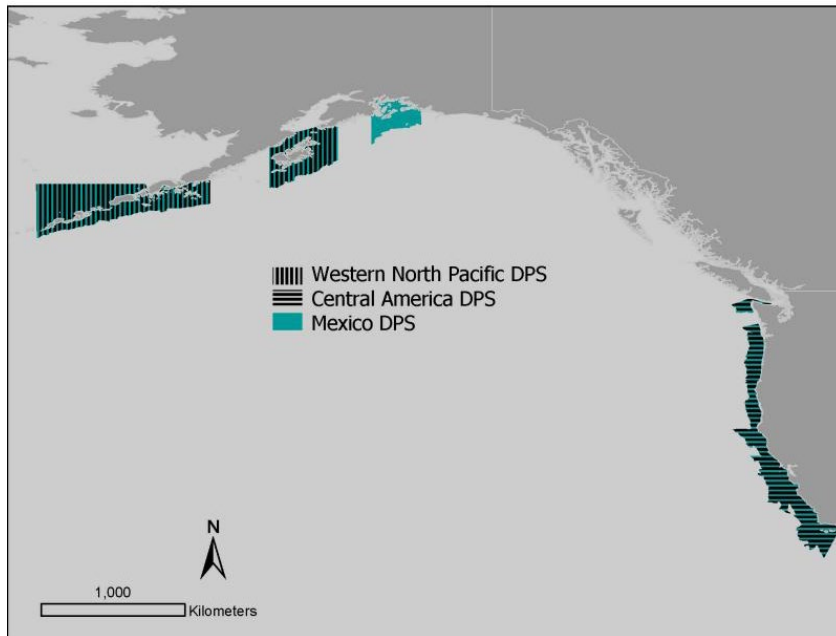 Western North Pacific DPS
Central America DPS
Mexico DPS
N
1,000
Kilometers